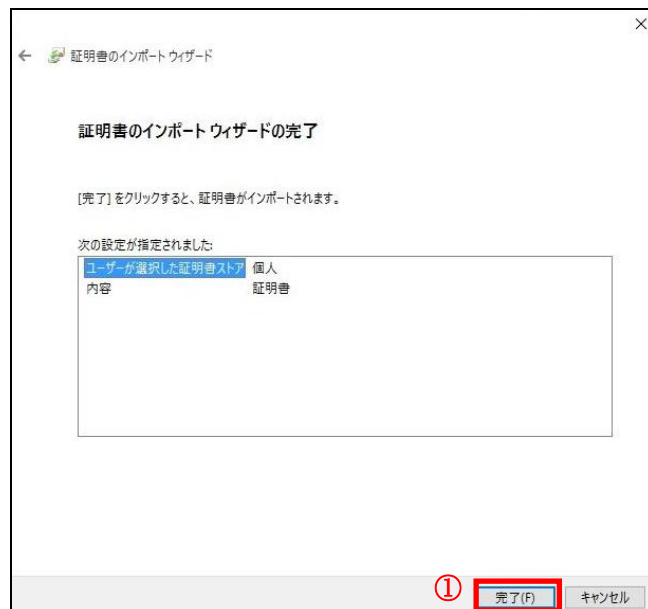 証明書のインポート ウィザード
証明書のインポート ウィザードの完了
[完了] をクリックすると、証明書がインポートされます。
次の設定が指定されました:
ユーザーが選択した証明書ストア 個人
内容 証明書
① 完了(F) キャンセル